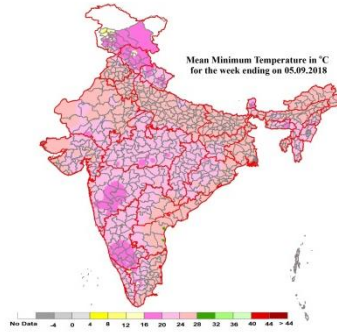 Mean Minimum Temperature in °C
for the week ending on 05.09.2018
No Data -4 0 4 8 12 16 20 24 28 32 36 40 44 > 44